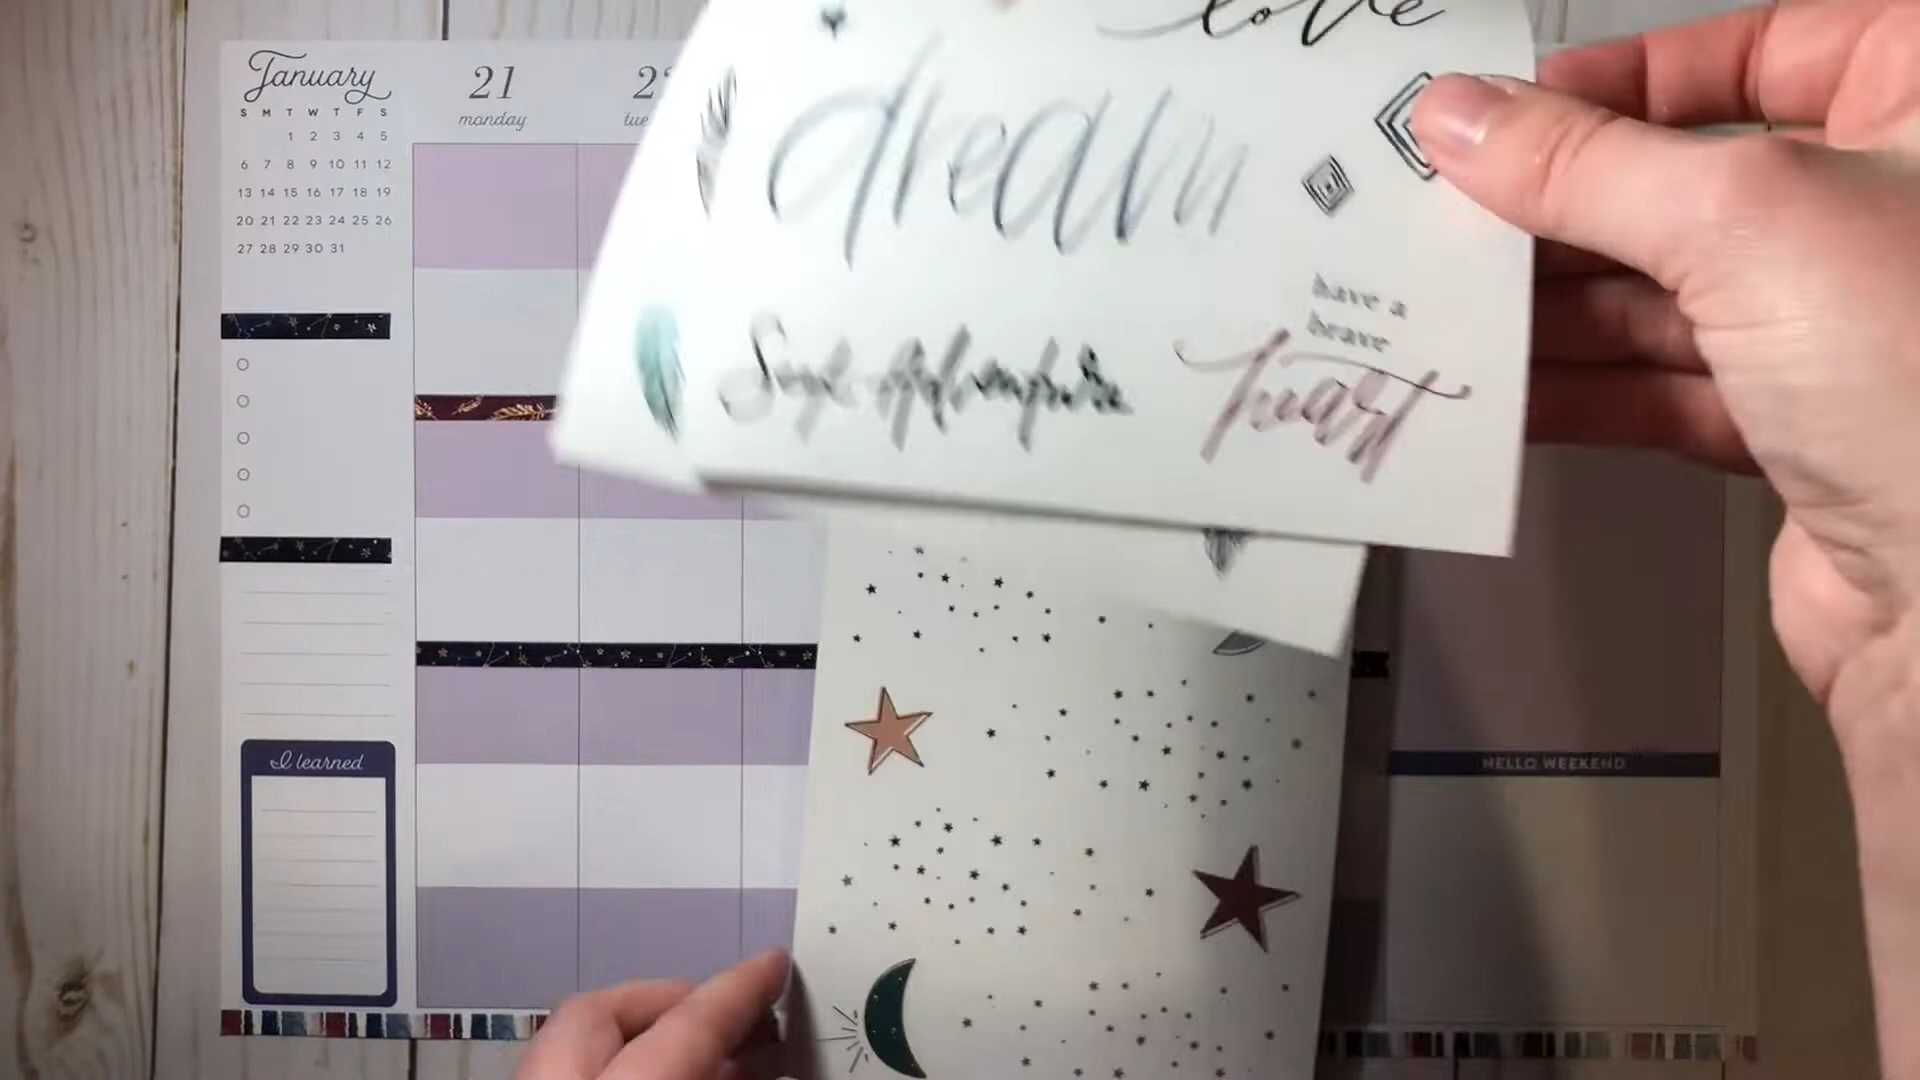 January
21
monday
S M T W T F S
1 2 3 4 5
6 7 8 9 10 11 12
13 14 15 16 17 18 19
20 21 22 23 24 25 26
27 28 29 30 31
I learned
love
dream
have a
brave
heart
HELLO WEEKEND